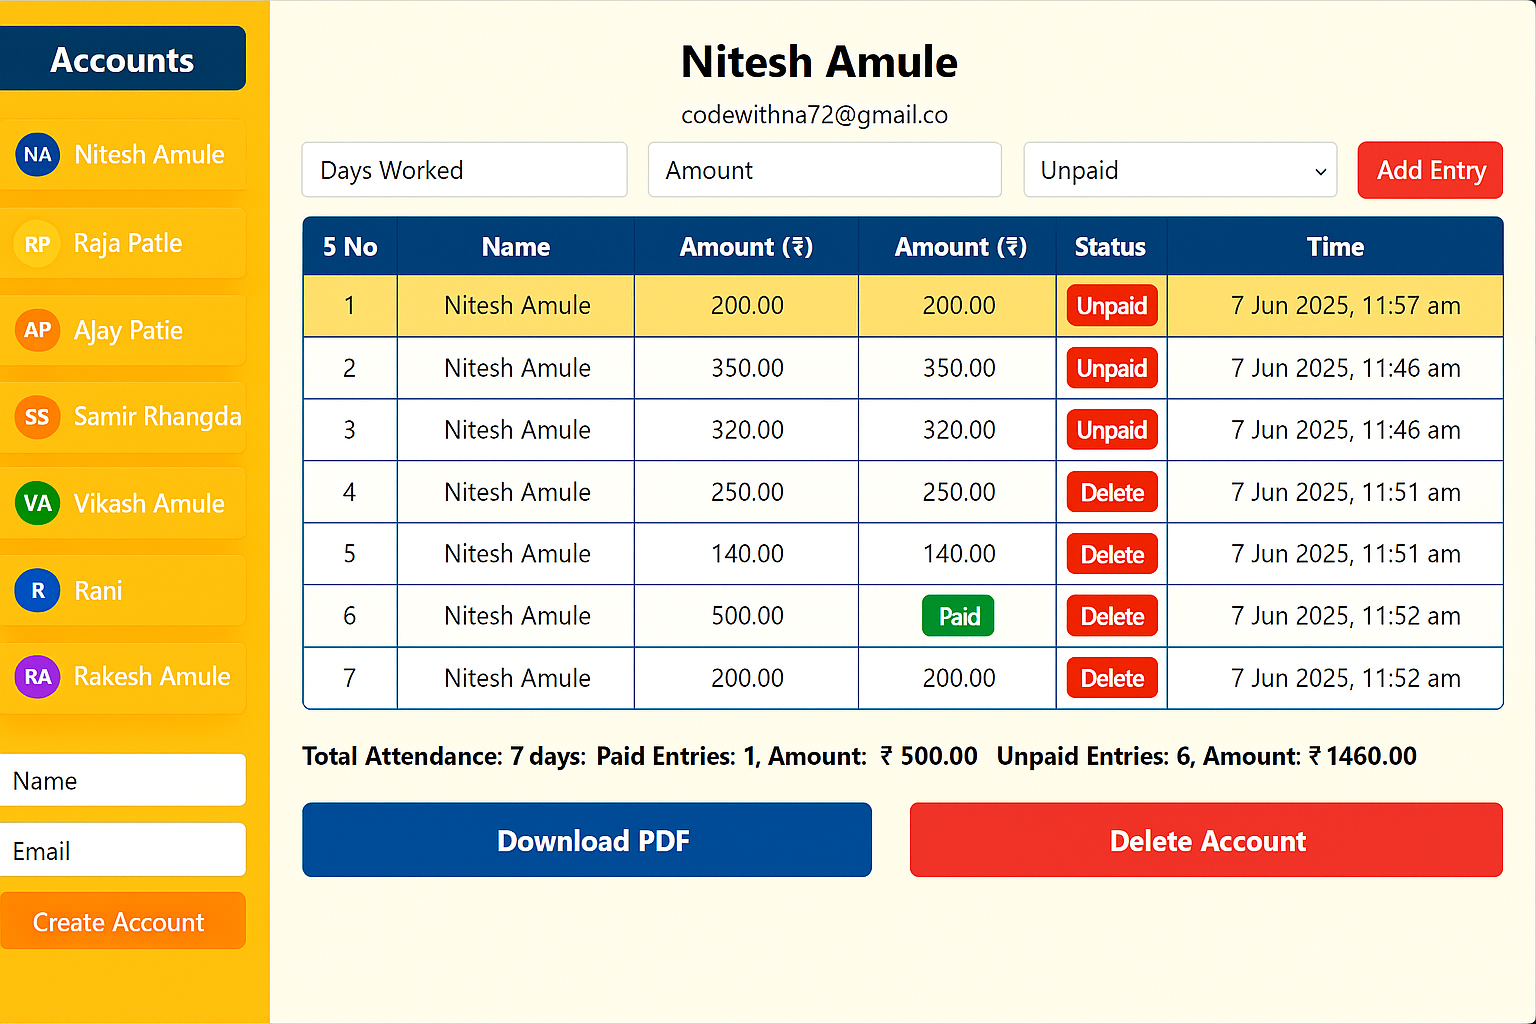 Accounts
NA Nitesh Amule
RP Raja Patle
AP AJay Patie
SS Samir Rhangda
VA Vikash Amule
R Rani
RA Rakesh Amule
Name
Email
Create Account
Nitesh Amule
codewithna72@gmail.co
Days Worked Amount Unpaid Add Entry
5 No Name Amount (₹) Amount (₹) Status Time
1 Nitesh Amule 200.00 200.00 Unpaid 7 Jun 2025, 11:57 am
2 Nitesh Amule 350.00 350.00 Unpaid 7 Jun 2025, 11:46 am
3 Nitesh Amule 320.00 320.00 Unpaid 7 Jun 2025, 11:46 am
4 Nitesh Amule 250.00 250.00 Delete 7 Jun 2025, 11:51 am
5 Nitesh Amule 140.00 140.00 Delete 7 Jun 2025, 11:51 am
6 Nitesh Amule 500.00 Paid Delete 7 Jun 2025, 11:52 am
7 Nitesh Amule 200.00 200.00 Delete 7 Jun 2025, 11:52 am
Total Attendance: 7 days: Paid Entries: 1, Amount: ₹ 500.00 Unpaid Entries: 6, Amount: ₹ 1460.00
Download PDF Delete Account